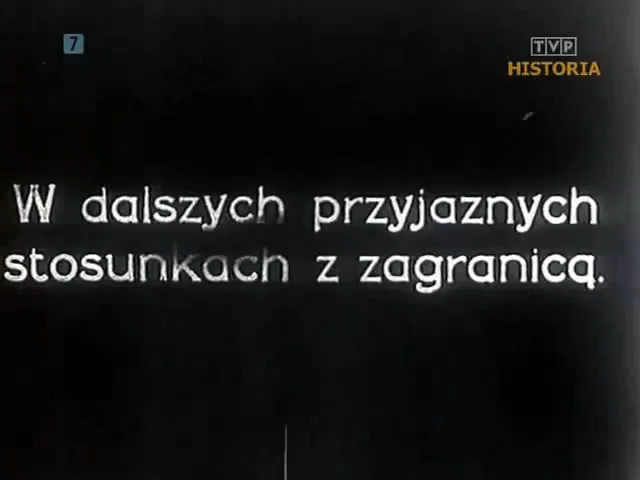 7
TVP
HISTORIA
W dalszych przyjaznych
stosunkach z zagranicą.